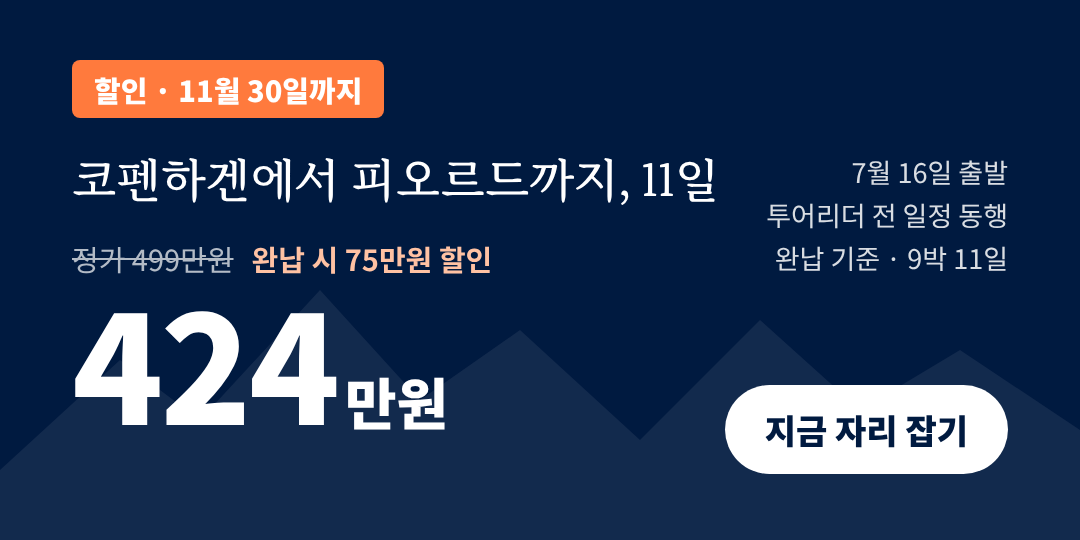 할인 · 11월 30일까지
코펜하겐에서 피오르드까지, 11일
정가 499만원 완납 시 75만원 할인
424만원
7월 16일 출발
투어리더 전 일정 동행
완납 기준 · 9박 11일
지금 자리 잡기